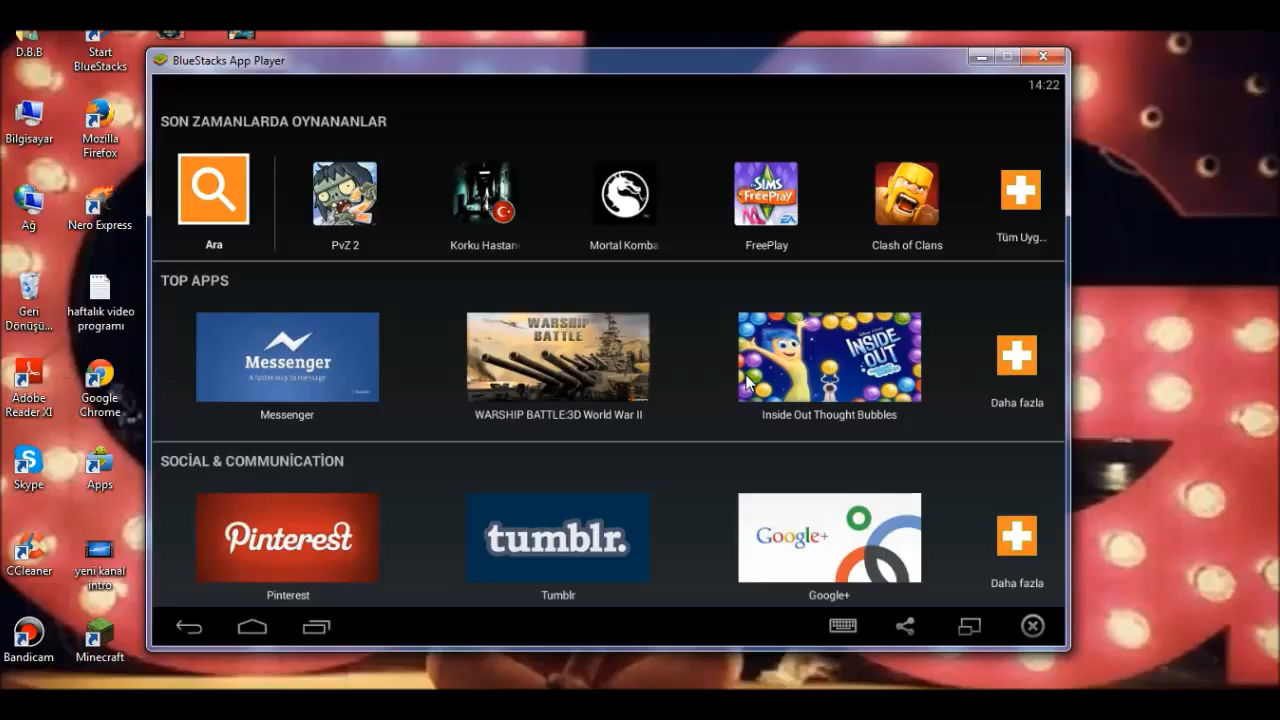 D.B.B
Start
BlueStacks
Bilgisayar
Mozilla
Firefox
Ağ
Nero Express
Geri
Dönüşü...
haftalık video
programı
Adobe
Reader XI
Google
Chrome
Skype
Apps
CCleaner
yeni kanal
intro
Bandicam
Minecraft
BlueStacks App Player
14:22
SON ZAMANLARDA OYNANANLAR
Ara
PvZ 2
Korku Hastan
Mortal Komba
THE SIMS
FREEPLAY
EA
FreePlay
Clash of Clans
Tüm Uyg...
TOP APPS
Messenger
A faster way to message
Messenger
WARSHIP
BATTLE
WARSHIP BATTLE:3D World War II
INSIDE
OUT
Inside Out Thought Bubbles
Daha fazla
SOCİAL & COMMUNİCATİON
Pinterest
Pinterest
tumblr.
Tumblr
Google+
Google+
Daha fazla